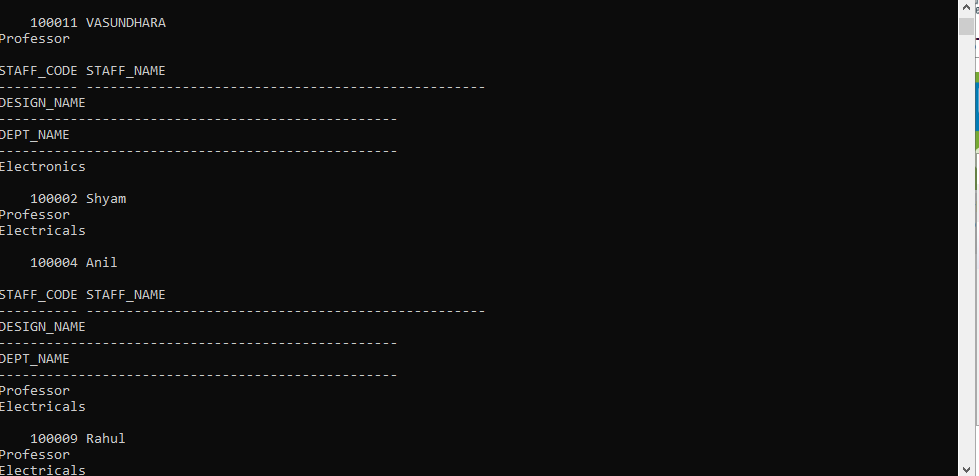 100011 VASUNDHARA
Professor
STAFF_CODE STAFF_NAME
---------- --------------------------------------------------
DESIGN_NAME
--------------------------------------------------
DEPT_NAME
--------------------------------------------------
Electronics
100002 Shyam
Professor
Electricals
100004 Anil
STAFF_CODE STAFF_NAME
---------- --------------------------------------------------
DESIGN_NAME
--------------------------------------------------
DEPT_NAME
--------------------------------------------------
Professor
Electricals
100009 Rahul
Professor
Electricals